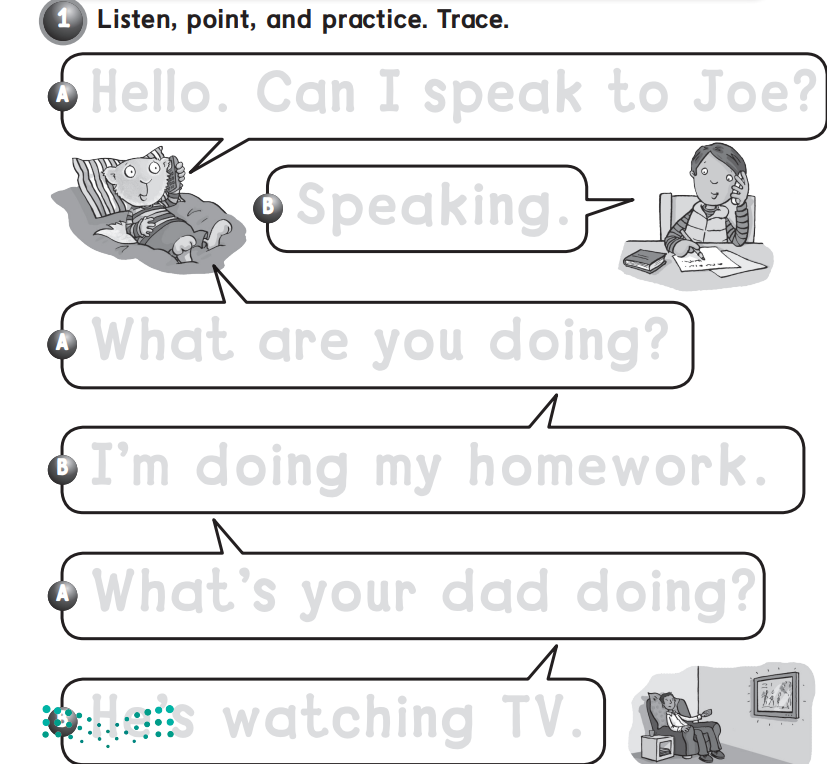 1 Listen, point, and practice. Trace.
A Hello. Can I speak to Joe?
B Speaking.
A What are you doing?
B I'm doing my homework.
A What's your dad doing?
B He's watching TV.